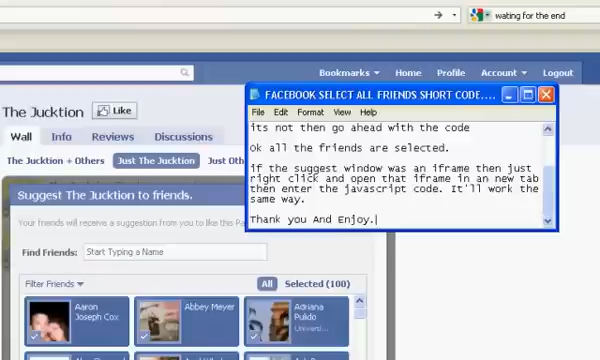 wating for the end
Bookmarks Home Profile Account Logout
FACEBOOK SELECT ALL FRIENDS SHORT CODE....
The Jucktion Like
File Edit Format View Help
its not then go ahead with the code
Wall Info Reviews Discussions
Ok all the friends are selected.
The Jucktion + Others Just The Jucktion Just Oth
if the suggest window was an iframe then just
right click and open that iframe in an new tab
then enter the javascript code. It'll work the
same way.
Suggest The Jucktion to friends.
Thank you And Enjoy.
Your friends will receive a suggestion from you to like this Pa
Find Friends: Start Typing a Name
Filter Friends All Selected (100)
Aaron
Joseph Cox
Abbey Meyer
Adriana
Pulido
Universi...